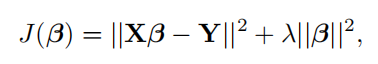 J(β) = ||Xβ − Y||² + λ||β||²,